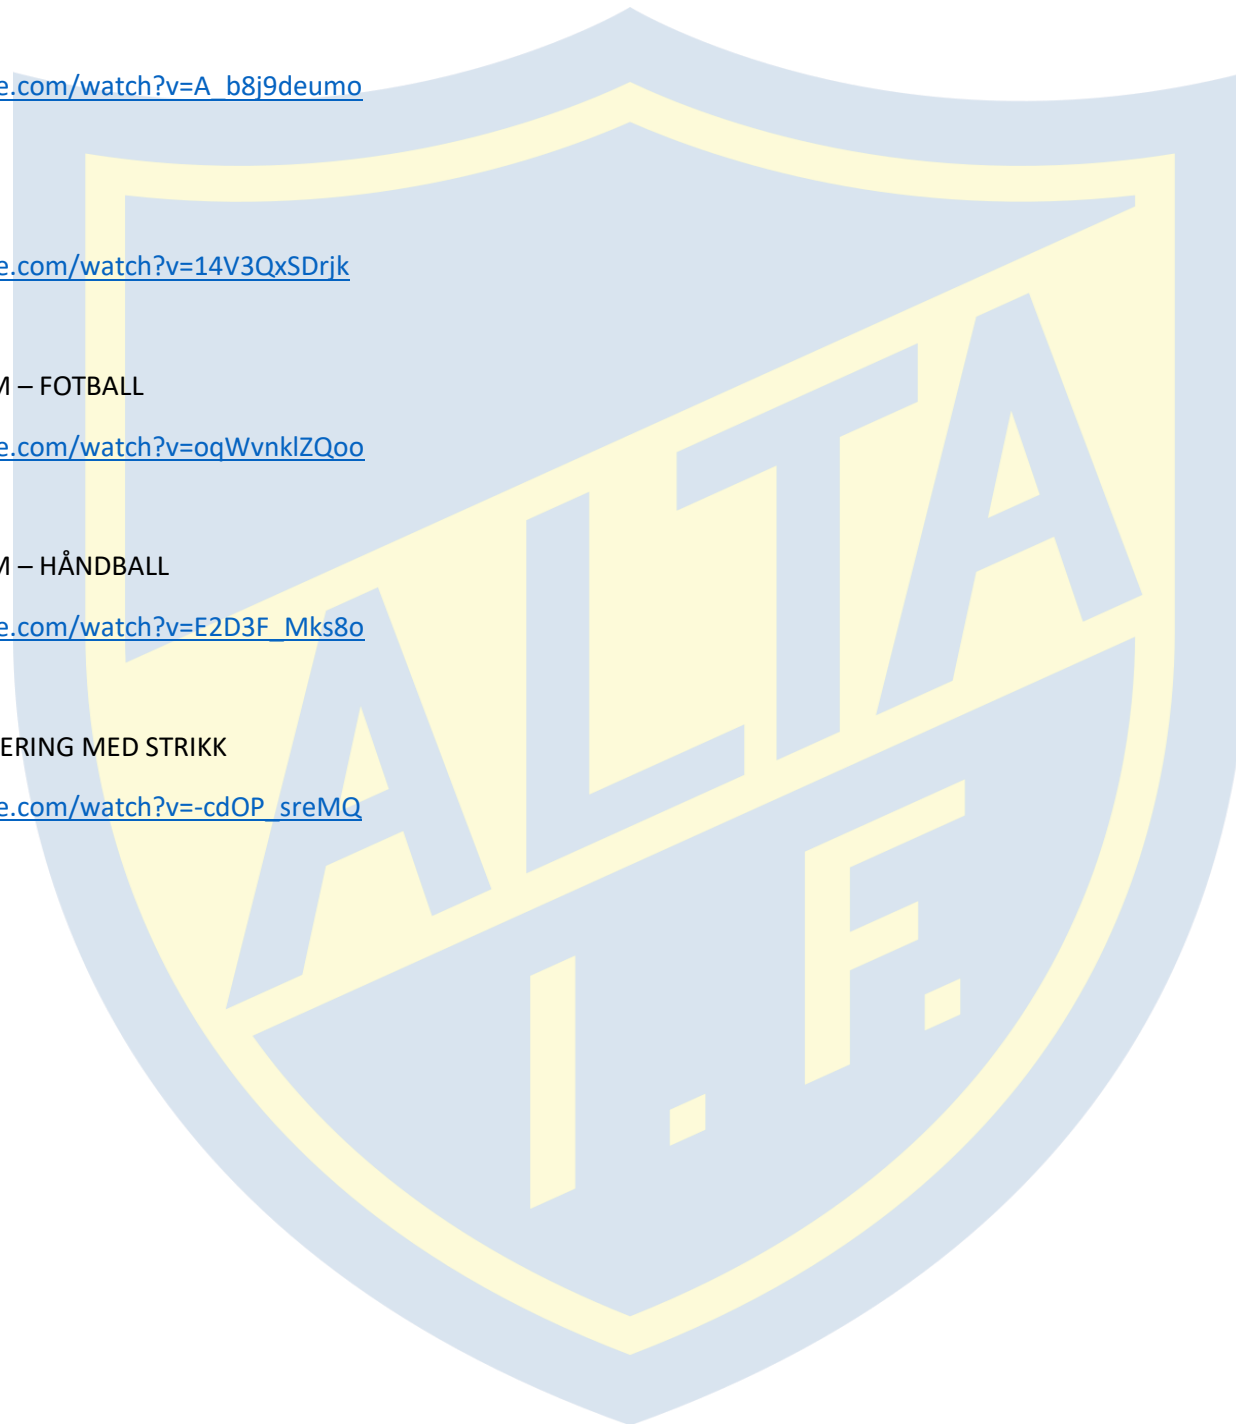 e.com/watch?v=A_b8j9deumo
e.com/watch?v=14V3QxSDrjk
M – FOTBALL
e.com/watch?v=oqWvnklZQoo
M – HÅNDBALL
e.com/watch?v=E2D3F_Mks8o
ERING MED STRIKK
e.com/watch?v=-cdOP_sreMQ
ALTA
I. F.